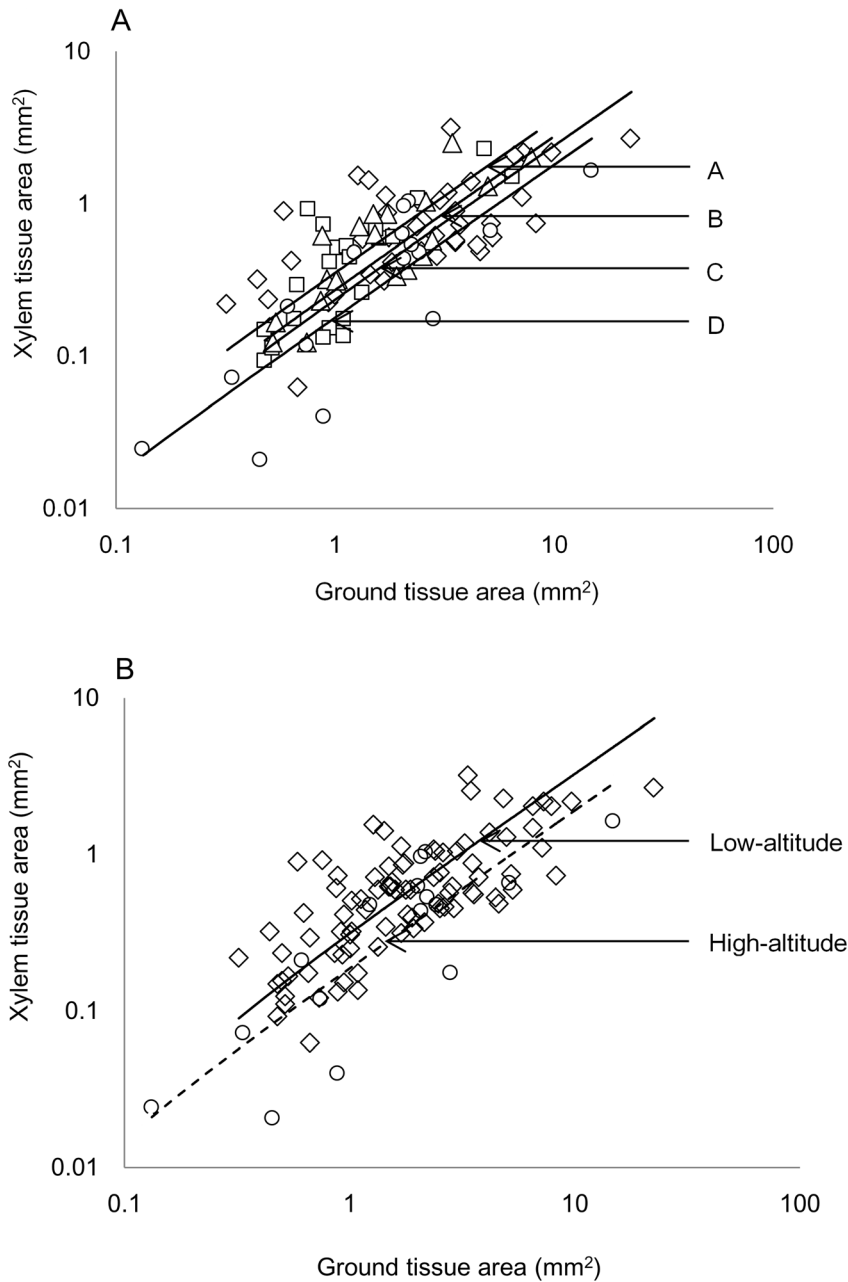 A
10
1
0.1
0.01
0.1 1 10 100
Xylem tissue area (mm²)
Ground tissue area (mm²)
A
B
C
D
B
10
1
0.1
0.01
0.1 1 10 100
Xylem tissue area (mm²)
Ground tissue area (mm²)
Low-altitude
High-altitude